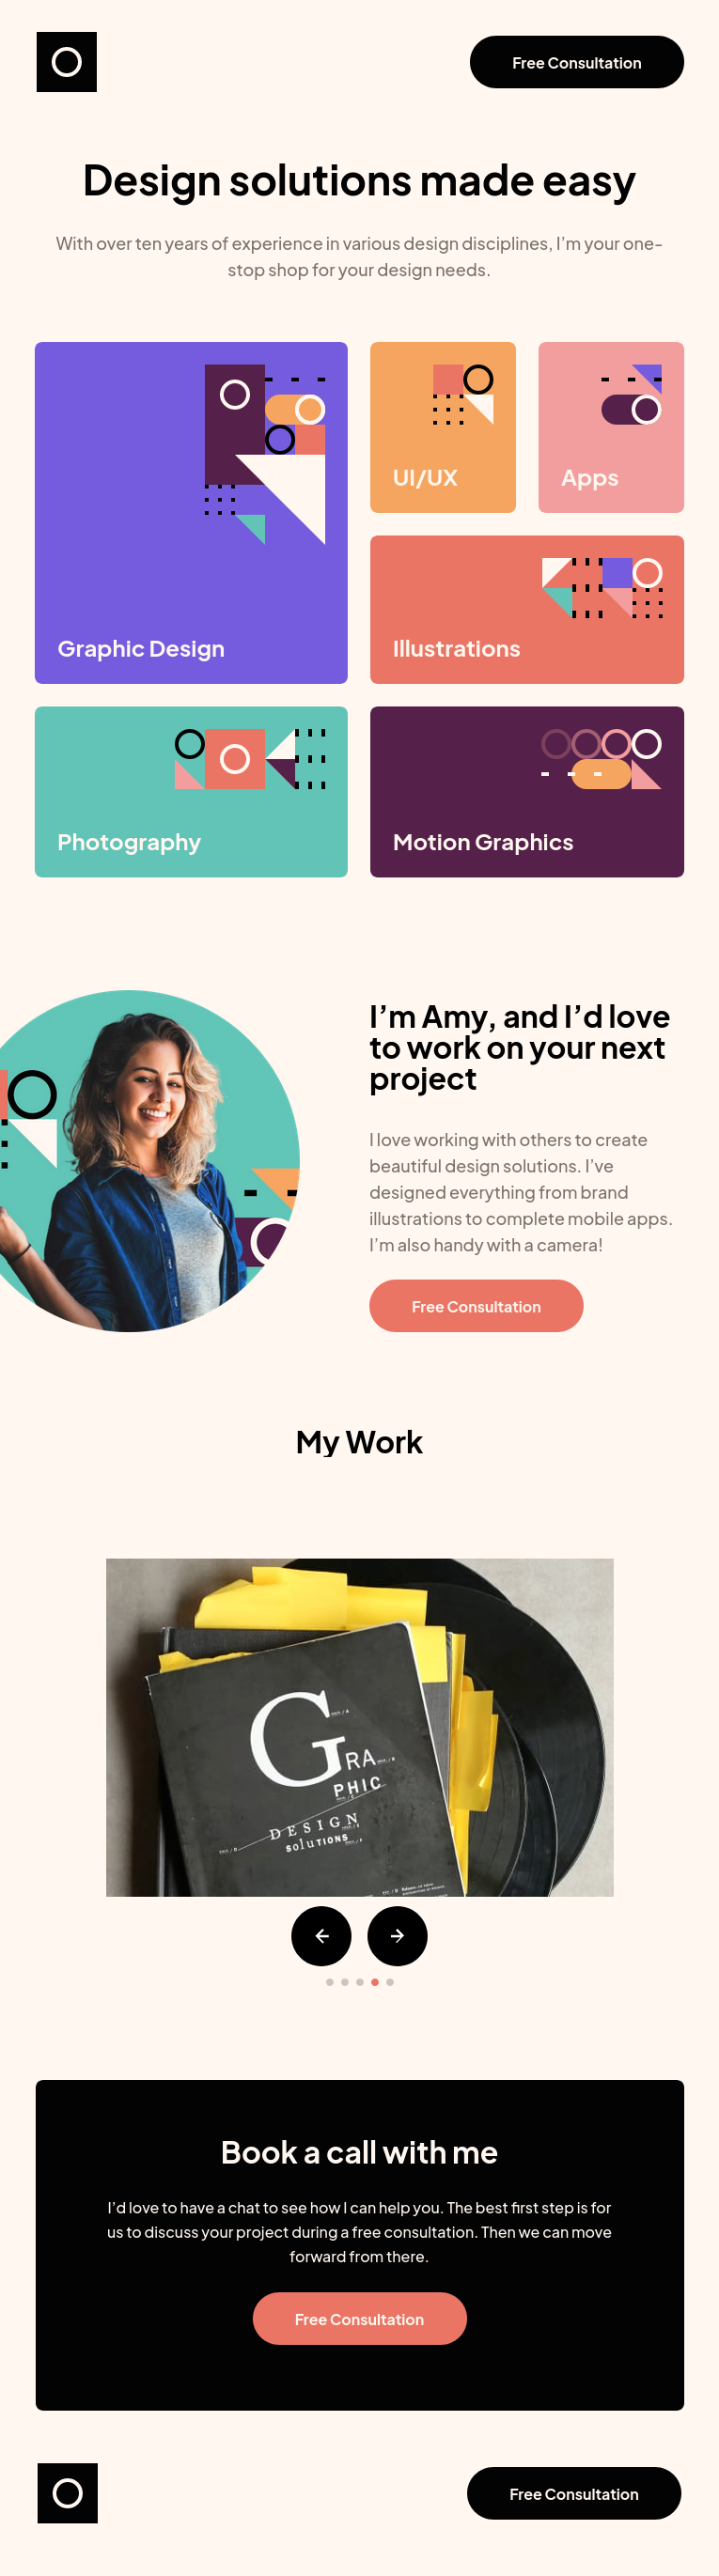 Free Consultation
Design solutions made easy
With over ten years of experience in various design disciplines, I’m your one-
stop shop for your design needs.
Graphic Design
UI/UX
Apps
Illustrations
Photography
Motion Graphics
I’m Amy, and I’d love
to work on your next
project
I love working with others to create
beautiful design solutions. I’ve
designed everything from brand
illustrations to complete mobile apps.
I’m also handy with a camera!
Free Consultation
My Work
GRA
PHIC
DESIGN
SOlUTIONS
Book a call with me
I’d love to have a chat to see how I can help you. The best first step is for
us to discuss your project during a free consultation. Then we can move
forward from there.
Free Consultation
Free Consultation